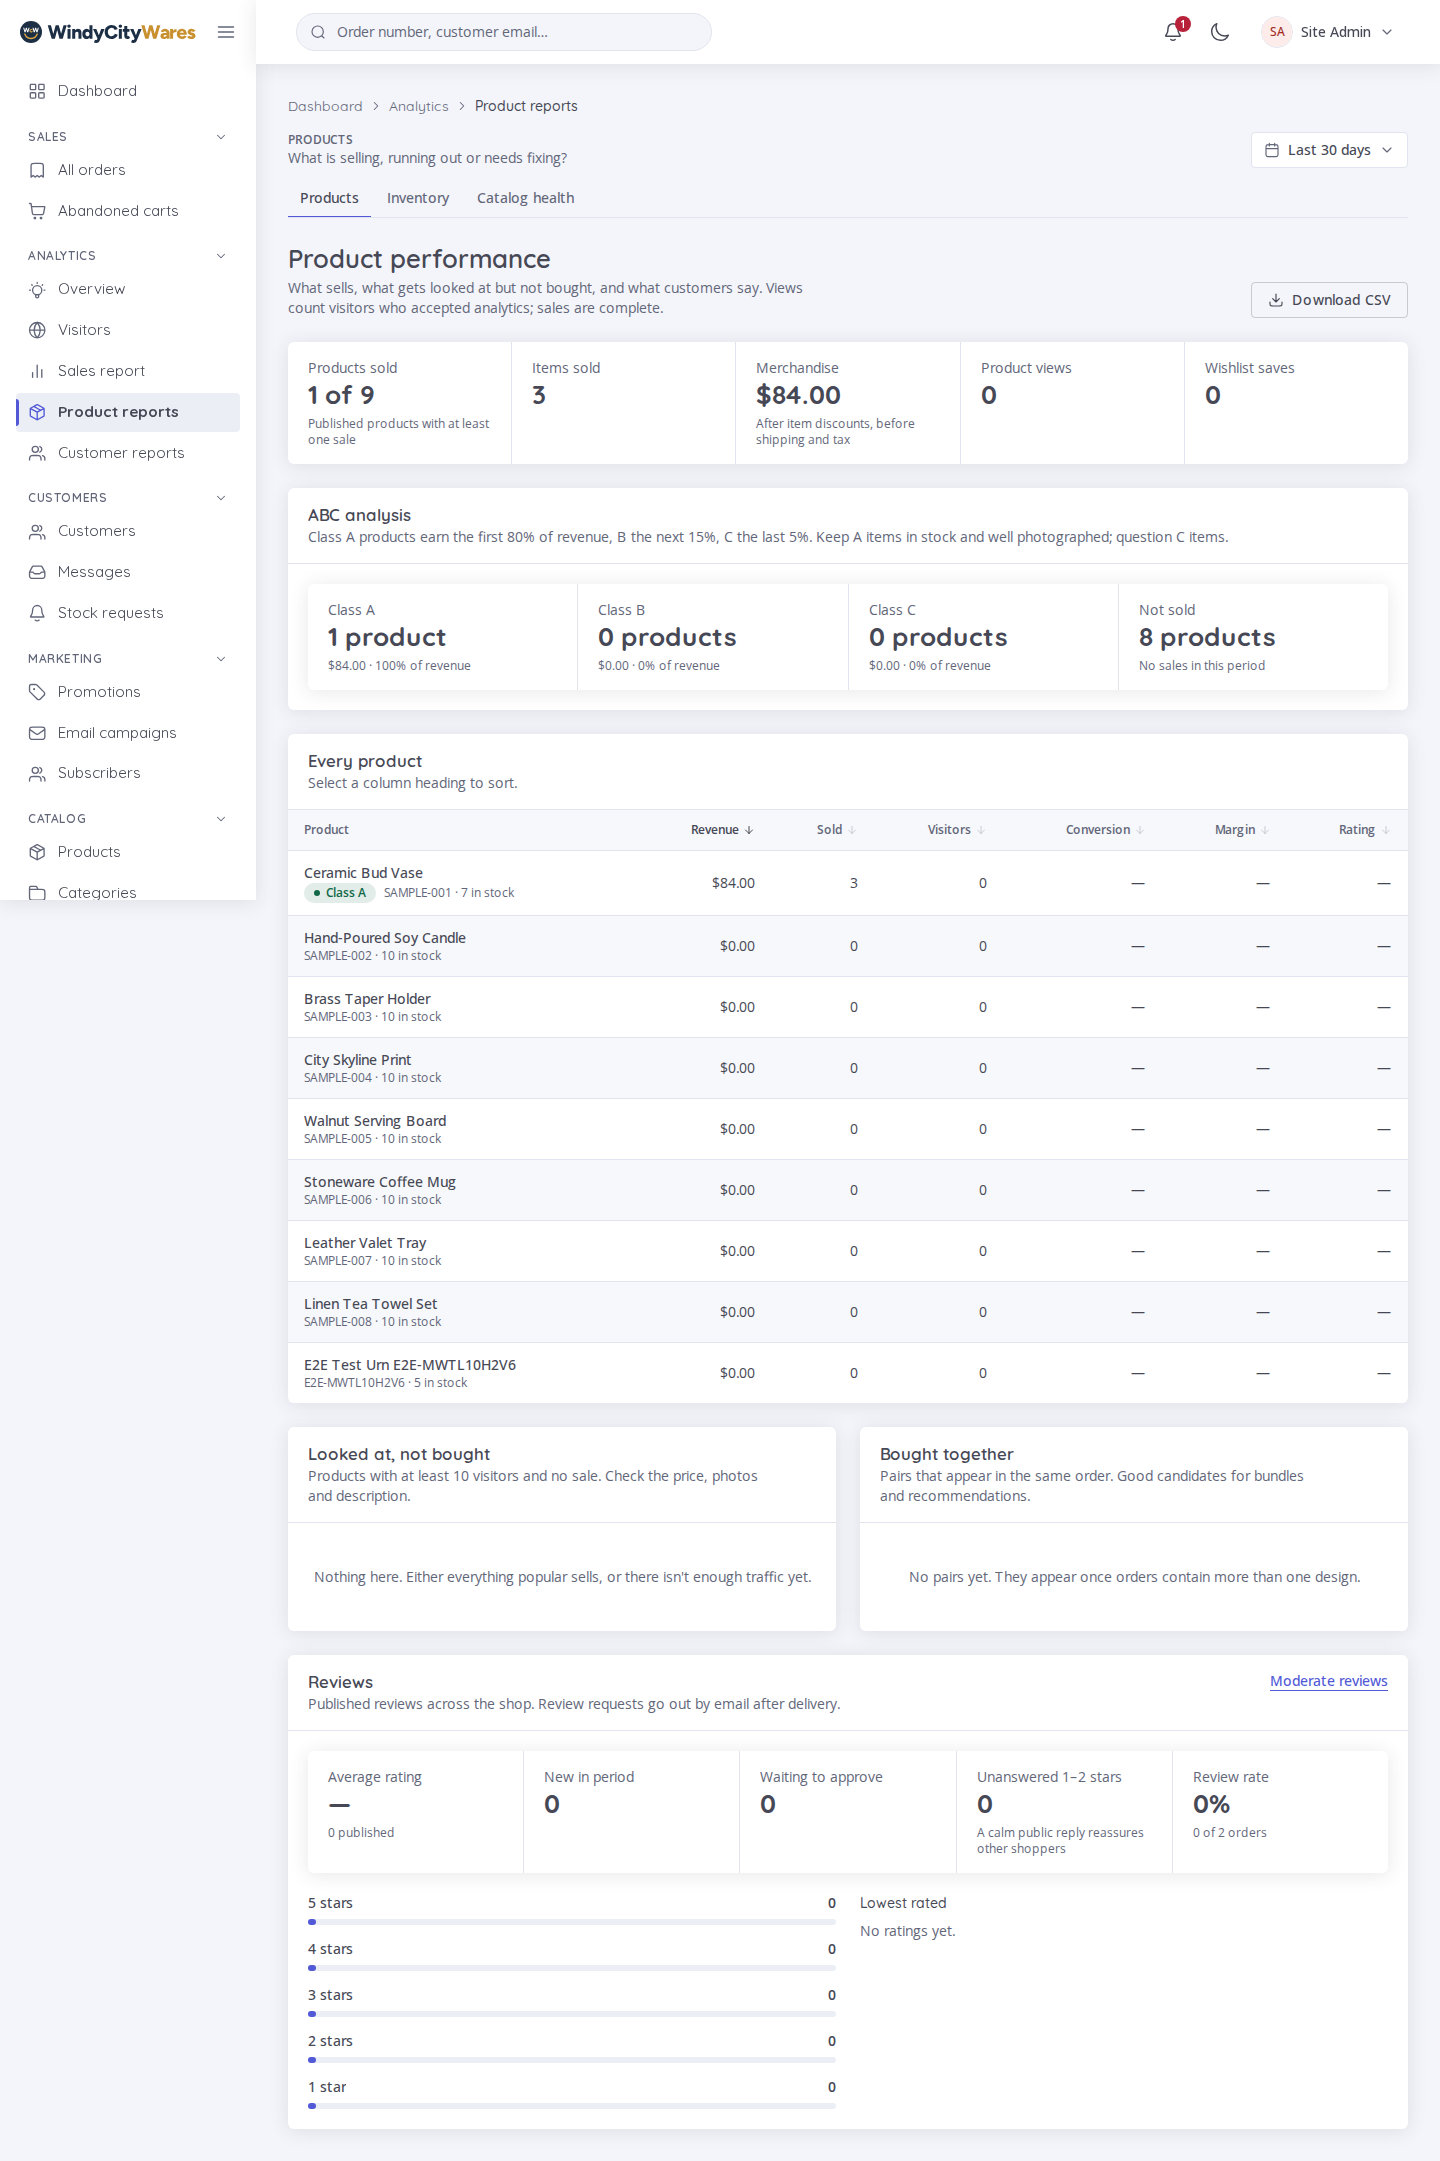 WCW WindyCityWares
Order number, customer email...
1
SA Site Admin
Dashboard
SALES
All orders
Abandoned carts
ANALYTICS
Overview
Visitors
Sales report
Product reports
Customer reports
CUSTOMERS
Customers
Messages
Stock requests
MARKETING
Promotions
Email campaigns
Subscribers
CATALOG
Products
Categories
Dashboard > Analytics > Product reports
PRODUCTS
What is selling, running out or needs fixing?
Last 30 days
Products Inventory Catalog health
Product performance
What sells, what gets looked at but not bought, and what customers say. Views
count visitors who accepted analytics; sales are complete.
Download CSV
Products sold
1 of 9
Published products with at least
one sale
Items sold
3
Merchandise
$84.00
After item discounts, before
shipping and tax
Product views
0
Wishlist saves
0
ABC analysis
Class A products earn the first 80% of revenue, B the next 15%, C the last 5%. Keep A items in stock and well photographed; question C items.
Class A
1 product
$84.00 · 100% of revenue
Class B
0 products
$0.00 · 0% of revenue
Class C
0 products
$0.00 · 0% of revenue
Not sold
8 products
No sales in this period
Every product
Select a column heading to sort.
Product Revenue ↓ Sold ↓ Visitors ↓ Conversion ↓ Margin ↓ Rating ↓
Ceramic Bud Vase
Class A SAMPLE-001 · 7 in stock
$84.00 3 0 — — —
Hand-Poured Soy Candle
SAMPLE-002 · 10 in stock
$0.00 0 0 — — —
Brass Taper Holder
SAMPLE-003 · 10 in stock
$0.00 0 0 — — —
City Skyline Print
SAMPLE-004 · 10 in stock
$0.00 0 0 — — —
Walnut Serving Board
SAMPLE-005 · 10 in stock
$0.00 0 0 — — —
Stoneware Coffee Mug
SAMPLE-006 · 10 in stock
$0.00 0 0 — — —
Leather Valet Tray
SAMPLE-007 · 10 in stock
$0.00 0 0 — — —
Linen Tea Towel Set
SAMPLE-008 · 10 in stock
$0.00 0 0 — — —
E2E Test Urn E2E-MWTL10H2V6
E2E-MWTL10H2V6 · 5 in stock
$0.00 0 0 — — —
Looked at, not bought
Products with at least 10 visitors and no sale. Check the price, photos
and description.
Nothing here. Either everything popular sells, or there isn't enough traffic yet.
Bought together
Pairs that appear in the same order. Good candidates for bundles
and recommendations.
No pairs yet. They appear once orders contain more than one design.
Reviews
Published reviews across the shop. Review requests go out by email after delivery.
Moderate reviews
Average rating
—
0 published
New in period
0
Waiting to approve
0
Unanswered 1–2 stars
0
A calm public reply reassures
other shoppers
Review rate
0%
0 of 2 orders
5 stars 0
4 stars 0
3 stars 0
2 stars 0
1 star 0
Lowest rated
No ratings yet.